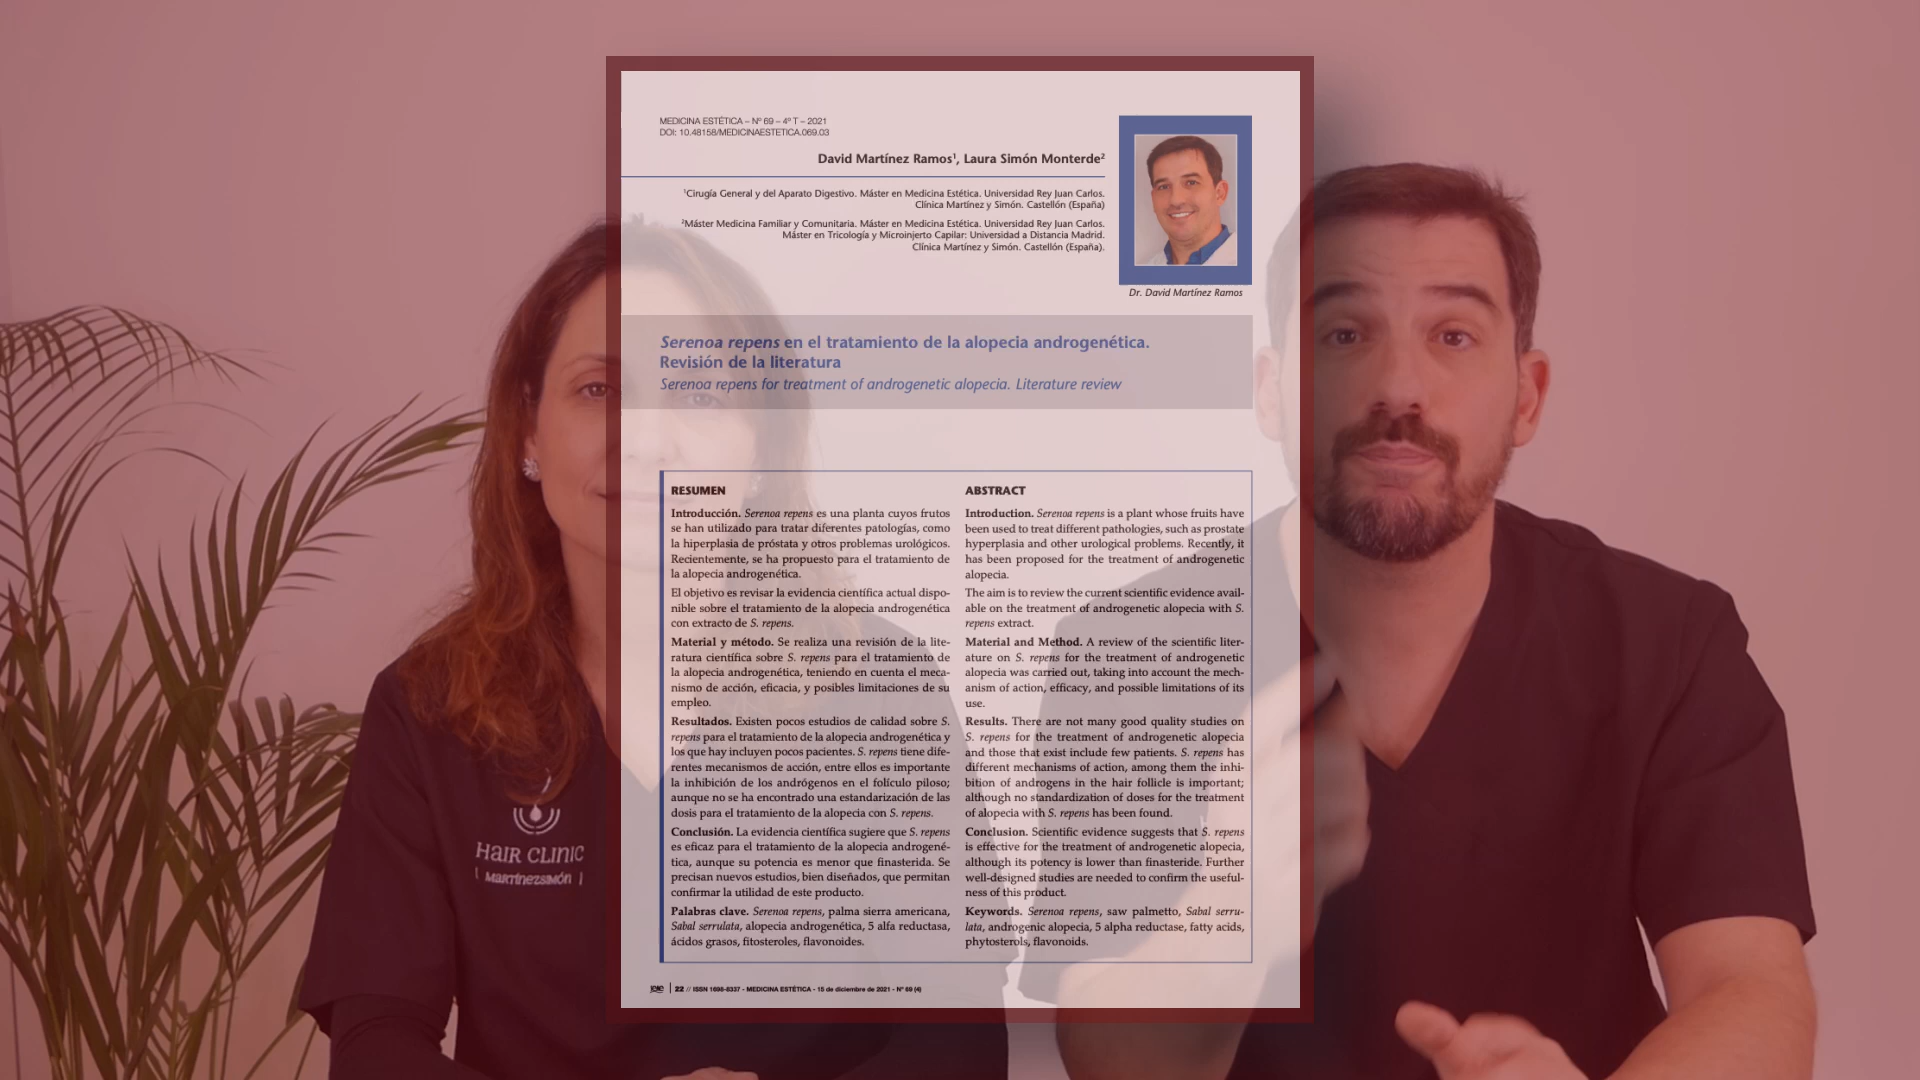 MEDICINA ESTÉTICA – Nº 69 – 4º T – 2021
DOI: 10.48158/MEDICINAESTETICA.069.03
David Martínez Ramos¹, Laura Simón Monterde²
¹Cirugía General y del Aparato Digestivo. Máster en Medicina Estética. Universidad Rey Juan Carlos.
Clínica Martínez y Simón. Castellón (España)
²Máster Medicina Familiar y Comunitaria. Máster en Medicina Estética. Universidad Rey Juan Carlos.
Máster en Tricología y Microinjerto Capilar: Universidad a Distancia Madrid.
Clínica Martínez y Simón. Castellón (España).
Dr. David Martínez Ramos
Serenoa repens en el tratamiento de la alopecia androgenética.
Revisión de la literatura
Serenoa repens for treatment of androgenetic alopecia. Literature review
RESUMEN
Introducción. Serenoa repens es una planta cuyos frutos
se han utilizado para tratar diferentes patologías, como
la hiperplasia de próstata y otros problemas urológicos.
Recientemente, se ha propuesto para el tratamiento de
la alopecia androgenética.
El objetivo es revisar la evidencia científica actual dispo-
nible sobre el tratamiento de la alopecia androgenética
con extracto de S. repens.
Material y método. Se realiza una revisión de la lite-
ratura científica sobre S. repens para el tratamiento de
la alopecia androgenética, teniendo en cuenta el meca-
nismo de acción, eficacia, y posibles limitaciones de su
empleo.
Resultados. Existen pocos estudios de calidad sobre S.
repens para el tratamiento de la alopecia androgenética y
los que hay incluyen pocos pacientes. S. repens tiene dife-
rentes mecanismos de acción, entre ellos es importante
la inhibición de los andrógenos en el folículo piloso;
aunque no se ha encontrado una estandarización de las
dosis para el tratamiento de la alopecia con S. repens.
Conclusión. La evidencia científica sugiere que S. repens
es eficaz para el tratamiento de la alopecia androgené-
tica, aunque su potencia es menor que finasterida. Se
precisan nuevos estudios, bien diseñados, que permitan
confirmar la utilidad de este producto.
Palabras clave. Serenoa repens, palma sierra americana,
Sabal serrulata, alopecia androgenética, 5 alfa reductasa,
ácidos grasos, fitosteroles, flavonoides.
ABSTRACT
Introduction. Serenoa repens is a plant whose fruits have
been used to treat different pathologies, such as prostate
hyperplasia and other urological problems. Recently, it
has been proposed for the treatment of androgenetic
alopecia.
The aim is to review the current scientific evidence avail-
able on the treatment of androgenetic alopecia with S.
repens extract.
Material and Method. A review of the scientific liter-
ature on S. repens for the treatment of androgenetic
alopecia was carried out, taking into account the mech-
anism of action, efficacy, and possible limitations of its
use.
Results. There are not many good quality studies on
S. repens for the treatment of androgenetic alopecia
and those that exist include few patients. S. repens has
different mechanisms of action, among them the inhi-
bition of androgens in the hair follicle is important;
although no standardization of doses for the treatment
of alopecia with S. repens has been found.
Conclusion. Scientific evidence suggests that S. repens
is effective for the treatment of androgenetic alopecia,
although its potency is lower than finasteride. Further
well-designed studies are needed to confirm the useful-
ness of this product.
Keywords. Serenoa repens, saw palmetto, Sabal serru-
lata, androgenic alopecia, 5 alpha reductase, fatty acids,
phytosterols, flavonoids.
22 // ISSN 1698-8337 - MEDICINA ESTÉTICA - 15 de diciembre de 2021 - Nº 69 (4)
HAIR CLINIC
MARTÍNEZSIMÓN